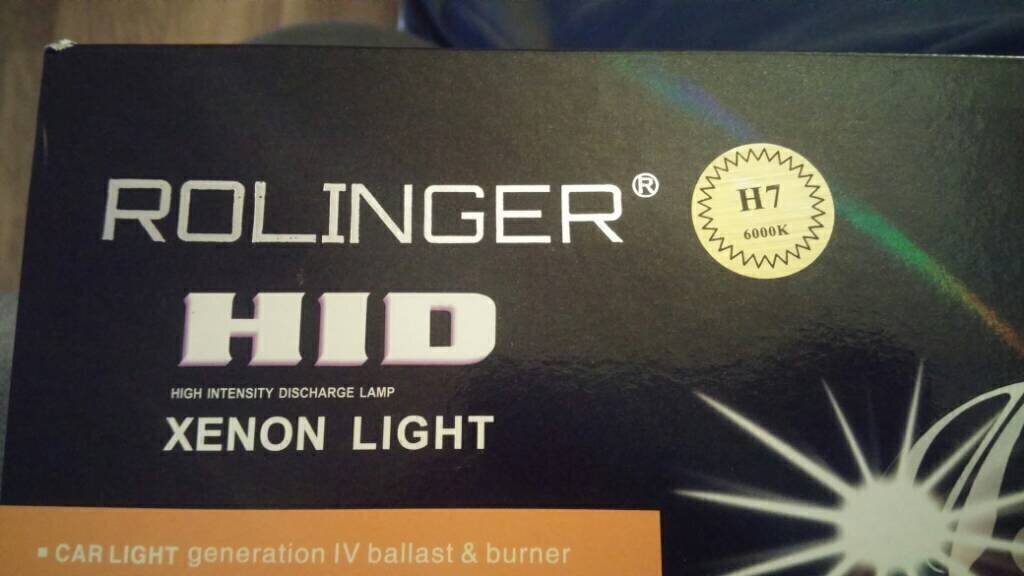 ROLINGER®
H7
6000K
HID
HIGH INTENSITY DISCHARGE LAMP
XENON LIGHT
▪ CAR LIGHT generation IV ballast & burner